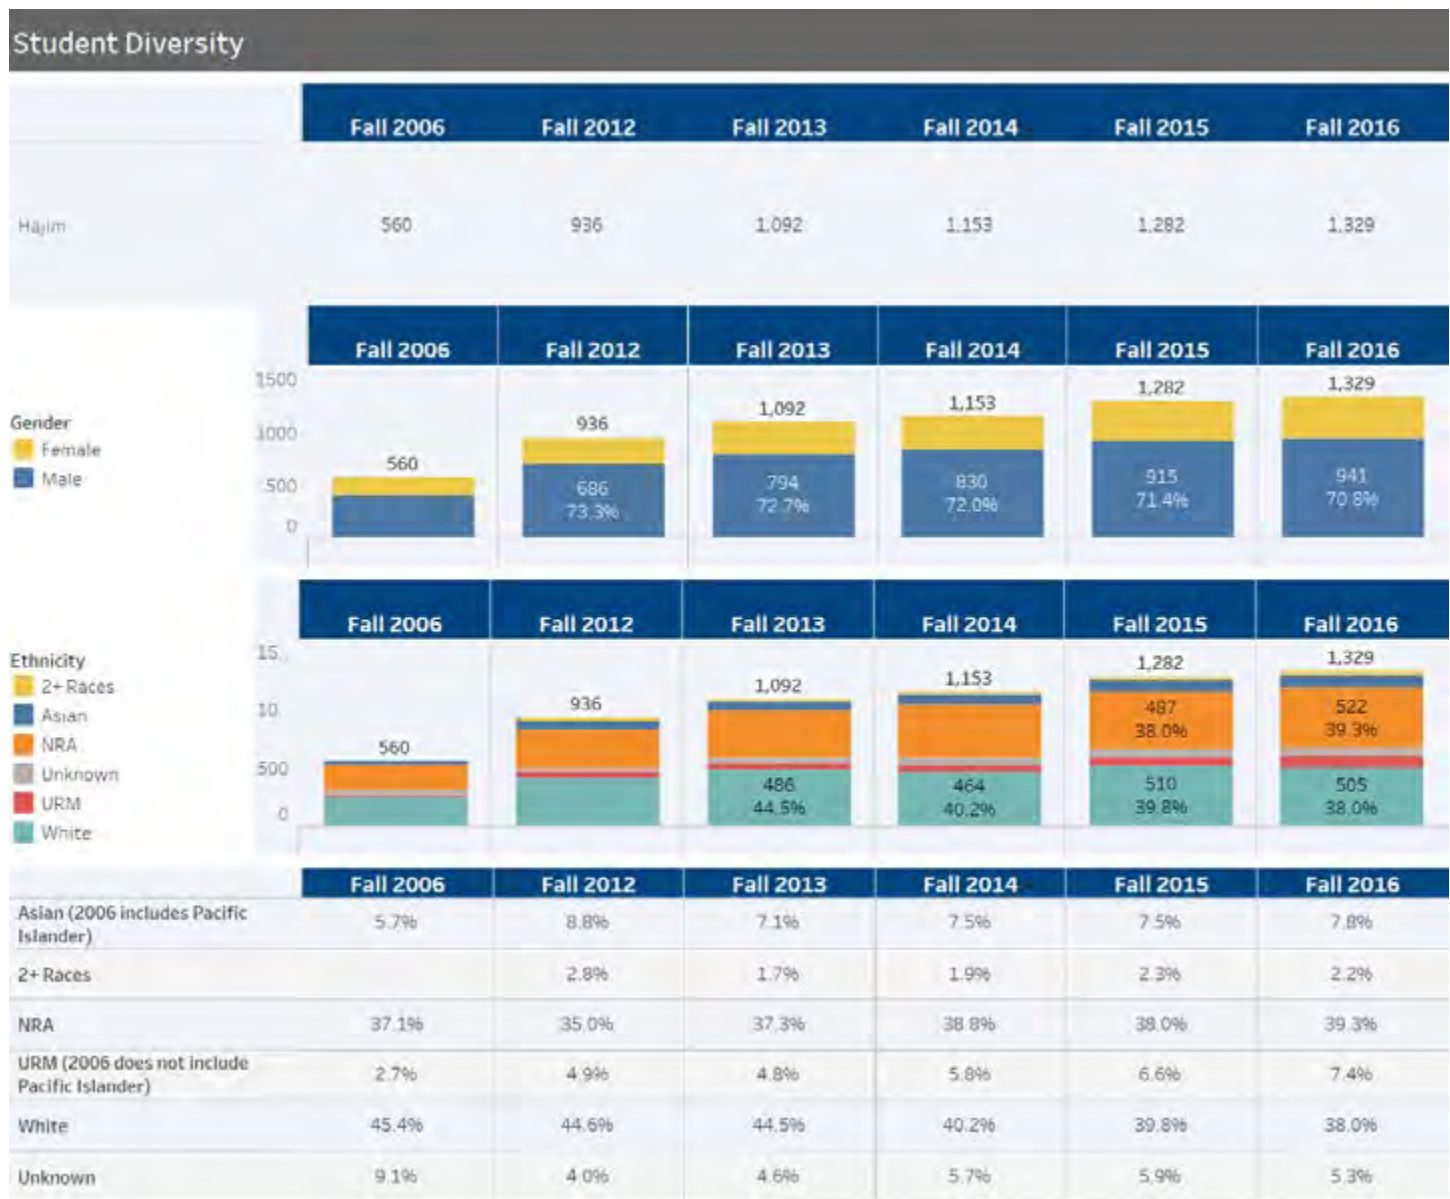 Student Diversity
Fall 2006 Fall 2012 Fall 2013 Fall 2014 Fall 2015 Fall 2016
Hajim 560 936 1,092 1,153 1,282 1,329
Fall 2006 Fall 2012 Fall 2013 Fall 2014 Fall 2015 Fall 2016
Gender
Female
Male
1500
1000
500
0
560 936 1,092 1,153 1,282 1,329
686 794 830 915 941
73.3% 72.7% 72.0% 71.4% 70.8%
Fall 2006 Fall 2012 Fall 2013 Fall 2014 Fall 2015 Fall 2016
Ethnicity
2+ Races
Asian
NRA
Unknown
URM
White
15
10
500
0
560 936 1,092 1,153 1,282 1,329
487 522
38.0% 39.3%
486 464 510 505
44.5% 40.2% 39.8% 38.0%
Fall 2006 Fall 2012 Fall 2013 Fall 2014 Fall 2015 Fall 2016
Asian (2006 includes Pacific
Islander) 5.7% 8.8% 7.1% 7.5% 7.5% 7.8%
2+ Races 2.8% 1.7% 1.9% 2.3% 2.2%
NRA 37.1% 35.0% 37.3% 38.8% 38.0% 39.3%
URM (2006 does not include
Pacific Islander) 2.7% 4.9% 4.8% 5.8% 6.6% 7.4%
White 45.4% 44.6% 44.5% 40.2% 39.8% 38.0%
Unknown 9.1% 4.0% 4.6% 5.7% 5.9% 5.3%